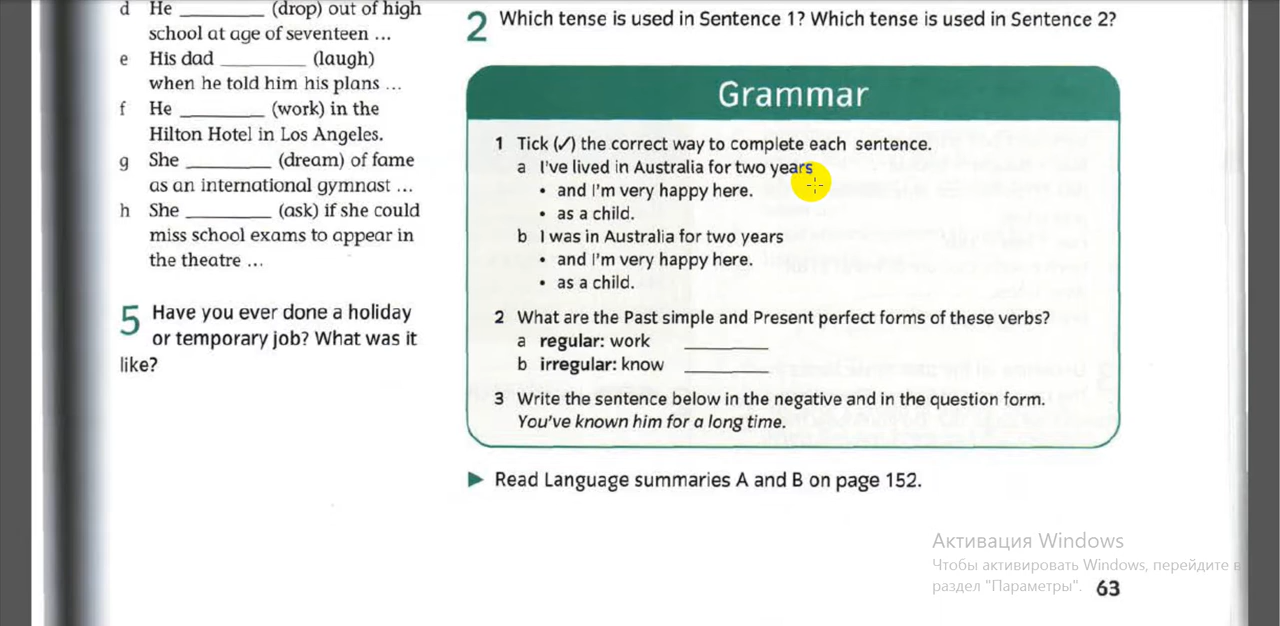 d He ________ (drop) out of high
school at age of seventeen ...
e His dad ________ (laugh)
when he told him his plans ...
f He ________ (work) in the
Hilton Hotel in Los Angeles.
g She ________ (dream) of fame
as an international gymnast ...
h She ________ (ask) if she could
miss school exams to appear in
the theatre ...
5 Have you ever done a holiday
or temporary job? What was it
like?
2 Which tense is used in Sentence 1? Which tense is used in Sentence 2?
Grammar
1 Tick (✓) the correct way to complete each sentence.
a I've lived in Australia for two years
• and I'm very happy here.
• as a child.
b I was in Australia for two years
• and I'm very happy here.
• as a child.
2 What are the Past simple and Present perfect forms of these verbs?
a regular: work ________
b irregular: know ________
3 Write the sentence below in the negative and in the question form.
You've known him for a long time.
► Read Language summaries A and B on page 152.
Активация Windows
Чтобы активировать Windows, перейдите в
раздел "Параметры".
63